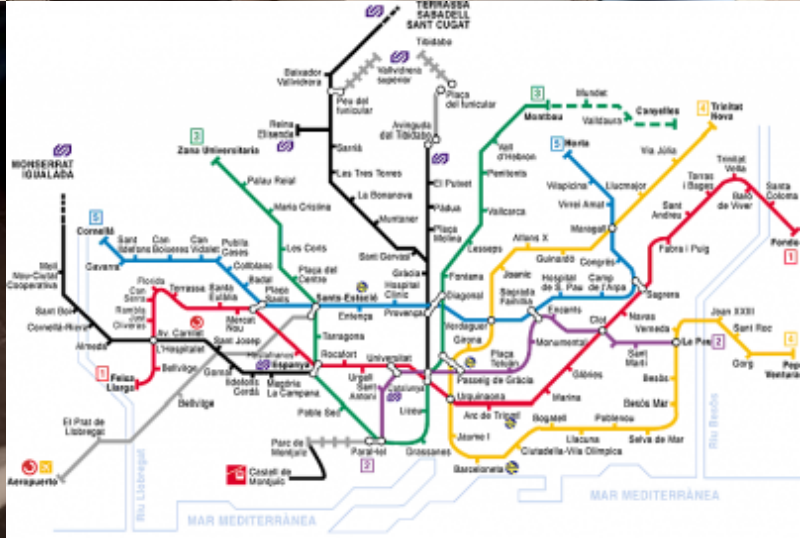 TERRASSA
SABADELL
SANT CUGAT
Tibidabo
Baixador
Vallvidrera
Vallvidrera
superior
Peu del
funicular
Plaça
del funicular
Avinguda
del Tibidabo
Reina
Elisenda
Sarrià
Les Tres Torres
La Bonanova
Muntaner
Sant Gervasi
El Putxet
Pàdua
Plaça
Molina
Gràcia
3
Montbau
Mundet
Valldaura
Canyelles
4
Trinitat
Nova
Via Júlia
Llucmajor
5
Horta
Vilapicina
Virrei Amat
Maragall
Congrés
Vall
d'Hebron
Penitents
Vallcarca
Lesseps
Fontana
Diagonal
Alfons X
Guinardó
Joanic
Sagrada
Família
Hospital
de S. Pau
Camp
de l'Arpa
Sagrera
Trinitat
Vella
Torras
i Bages
Baró
de Viver
Santa
Coloma
Sant
Andreu
Fabra i Puig
Fondo
1
3
Zona Universitaria
Palau Reial
Maria Cristina
Les Corts
Plaça del
Centre
MONSERRAT
IGUALADA
5
Cornellà
Gavarra
Sant
Ildefons
Can
Boixeres
Can
Vidalet
Pubilla
Cases
Collblanc
Badal
Plaça
Sants
Sants-Estació
Entença
Hospital
Clínic
Provença
Verdaguer
Girona
Molí
Nou-Ciutat
Cooperativa
Sant Boi
Cornellà-Riera
Almeda
Florida
Can
Serra
Rambla
Just
Oliveras
Torrassa
Santa
Eulàlia
Mercat
Nou
Av. Carrilet
L'Hospitalet
Sant Josep
Hostafrancs
Espanya
Tarragona
Rocafort
Urgell
Universitat
Sant
Antoni
Catalunya
Passeig de Gràcia
Plaça
Tetuán
Monumental
Encants
Clot
Navas
Verneda
Sant
Martí
La Pau
2
Joan XXIII
Sant Roc
Gorg
4
Pep
Ventura
1
Feixa
Llarga
Bellvitge
Bellvitge
Gornal
Ildefons
Cerdà
Magòria
La Campana
Poble Sec
Liceu
Urquinaona
Arc de Triomf
Marina
Glòries
Besòs
Besòs Mar
El Prat de
Llobregat
Aeropuerto
Parc de
Montjuïc
Castell de
Montjuïc
Paral·lel
2
Drassanes
Jaume I
Barceloneta
Bogatell
Poblenou
Llacuna
Ciutadella-Vila Olímpica
Selva de Mar
Riu Llobregat
Riu Besòs
MAR MEDITERRÀNEA
MAR MEDITERRÀNEA